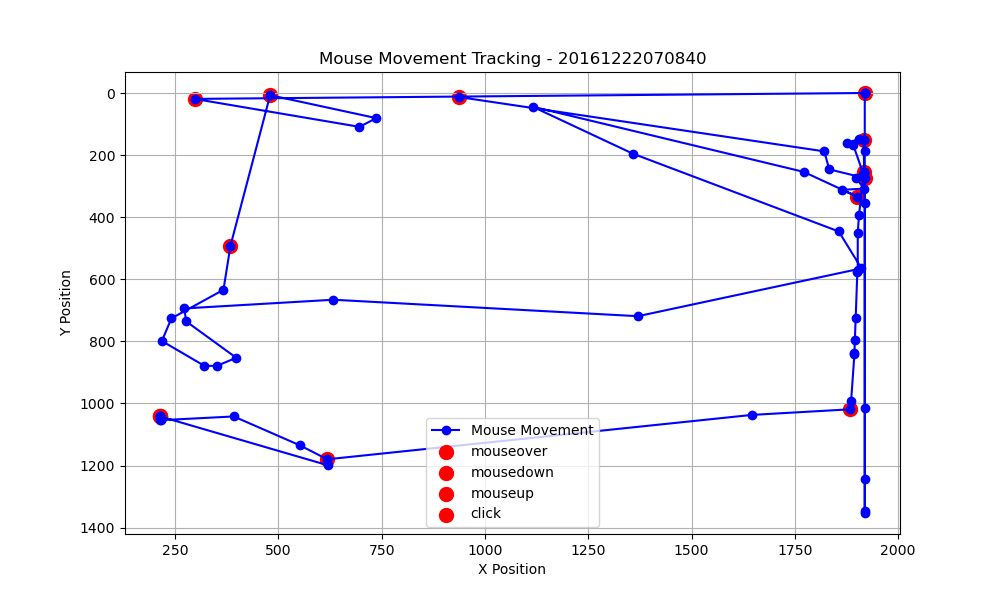 Mouse Movement Tracking - 20161222070840
Y Position
0
200
400
600
800
1000
1200
1400
Mouse Movement
mouseover
mousedown
mouseup
click
250
500
750
1000
1250
1500
1750
2000
X Position